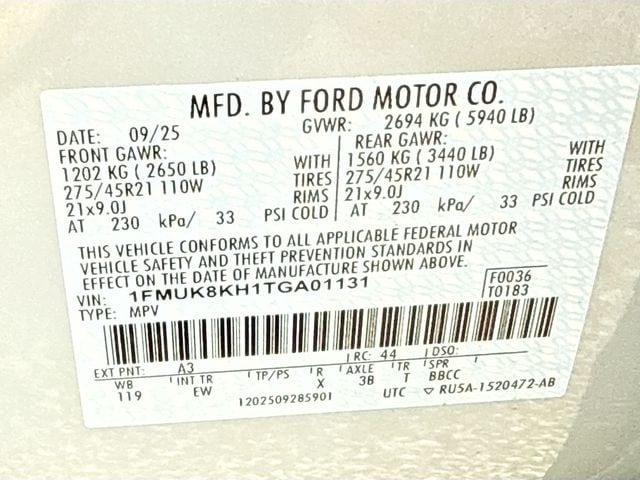 MFD. BY FORD MOTOR CO.
DATE: 09/25 GVWR: 2694 KG ( 5940 LB)
FRONT GAWR: REAR GAWR:
1202 KG ( 2650 LB) WITH 1560 KG ( 3440 LB) WITH
275/45R21 110W TIRES 275/45R21 110W TIRES
21x9.0J RIMS 21x9.0J RIMS
AT 230 kPa/ 33 PSI COLD AT 230 kPa/ 33 PSI COLD
THIS VEHICLE CONFORMS TO ALL APPLICABLE FEDERAL MOTOR
VEHICLE SAFETY AND THEFT PREVENTION STANDARDS IN
EFFECT ON THE DATE OF MANUFACTURE SHOWN ABOVE.
VIN: 1FMUK8KH1TGA01131 F0036
TYPE: MPV T0183
EXT PNT: A3 RC: 44 DSO:
WB INT TR TP/PS R AXLE TR SPR
119 EW X 3B T BBCC
1202509285901 UTC ▽ RU5A-1520472-AB